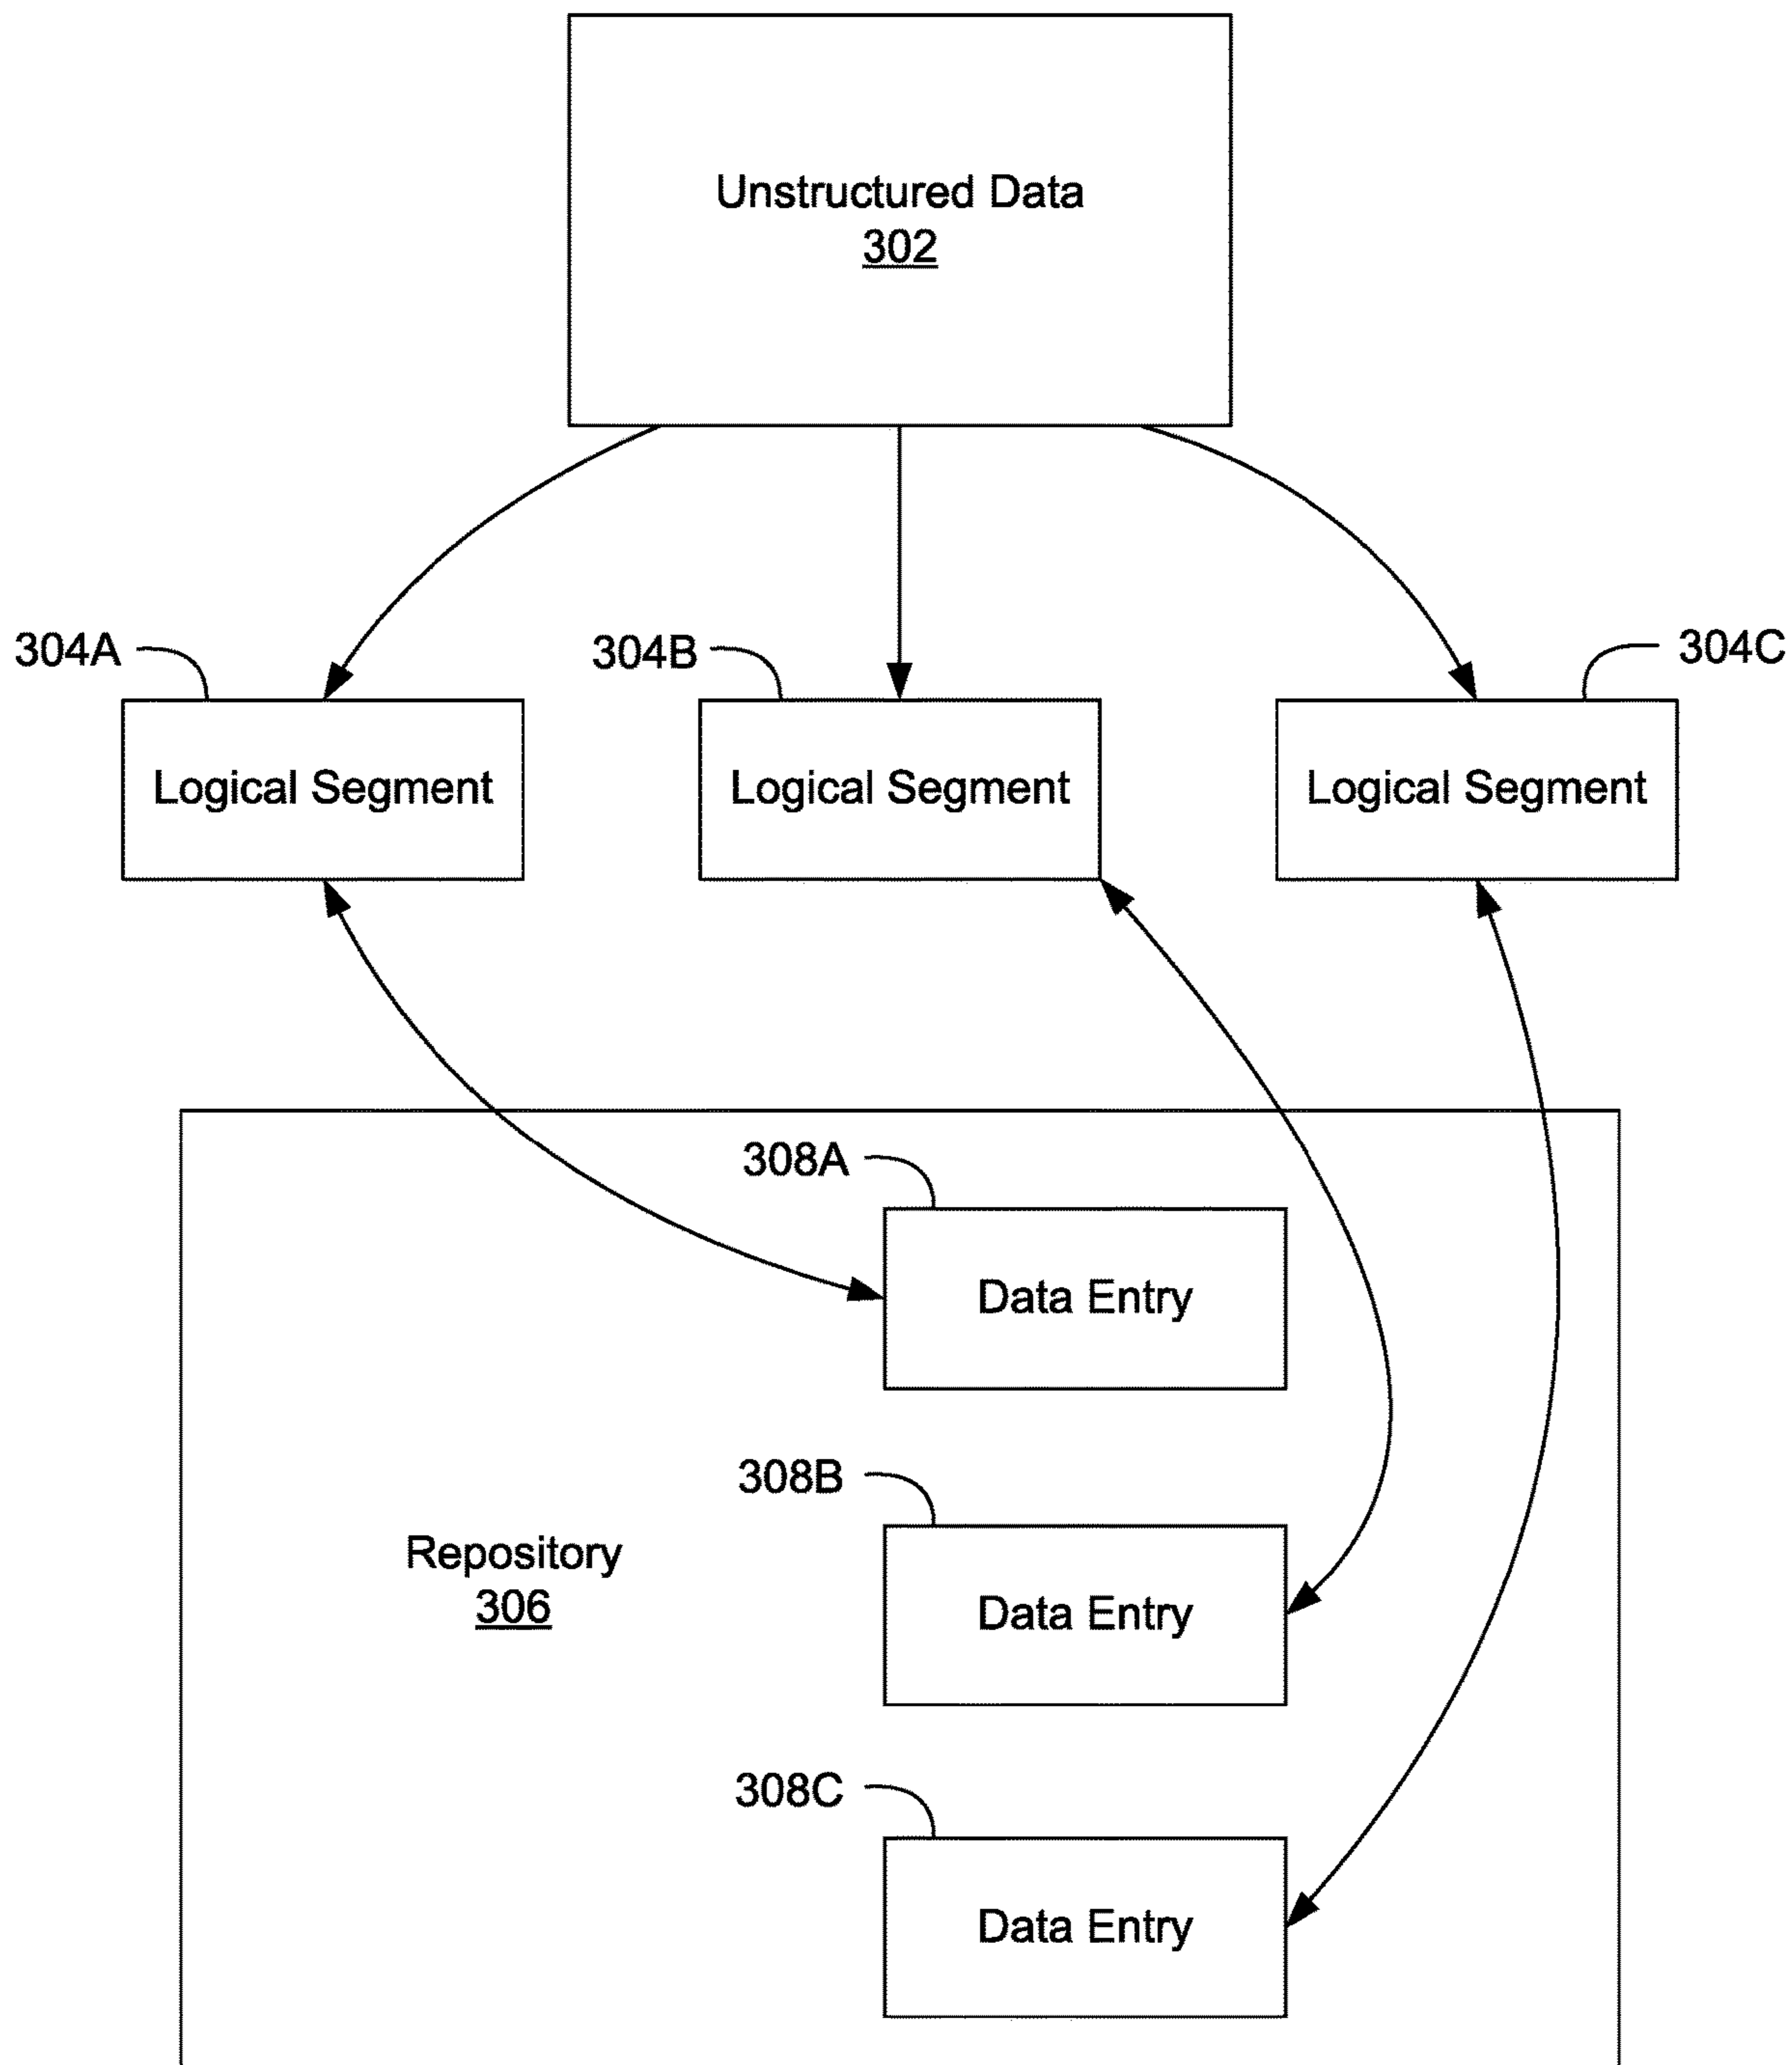 Unstructured Data
302
304A
304B
304C
Logical Segment
Logical Segment
Logical Segment
308A
Data Entry
308B
Repository
306
Data Entry
308C
Data Entry